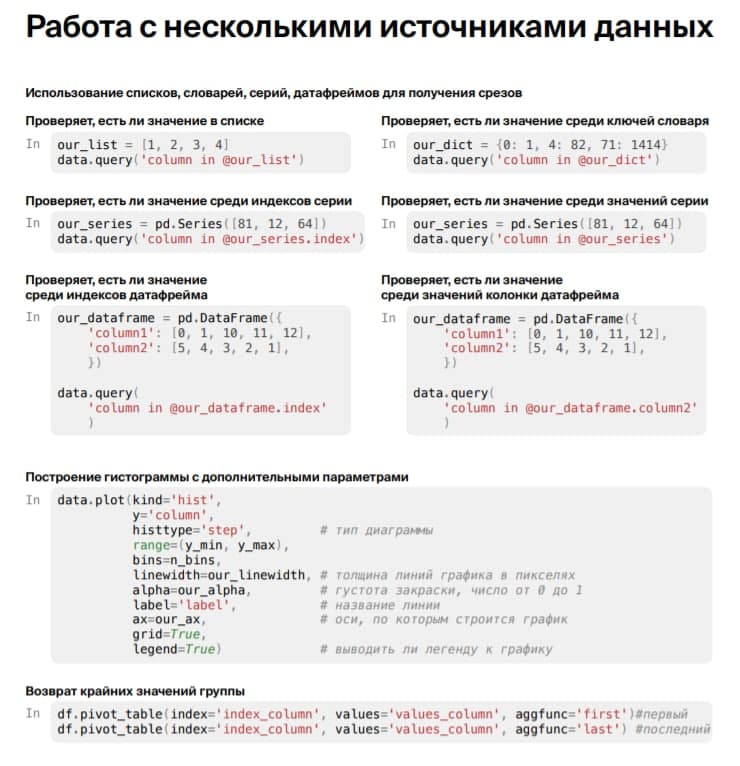 Работа с несколькими источниками данных
Использование списков, словарей, серий, датафреймов для получения срезов
Проверяет, есть ли значение в списке
In our_list = [1, 2, 3, 4]
data.query('column in @our_list')
Проверяет, есть ли значение среди ключей словаря
In our_dict = {0: 1, 4: 82, 71: 1414}
data.query('column in @our_dict')
Проверяет, есть ли значение среди индексов серии
In our_series = pd.Series([81, 12, 64])
data.query('column in @our_series.index')
Проверяет, есть ли значение среди значений серии
In our_series = pd.Series([81, 12, 64])
data.query('column in @our_series')
Проверяет, есть ли значение
среди индексов датафрейма
In our_dataframe = pd.DataFrame({
'column1': [0, 1, 10, 11, 12],
'column2': [5, 4, 3, 2, 1],
})
data.query(
'column in @our_dataframe.index'
)
Проверяет, есть ли значение
среди значений колонки датафрейма
In our_dataframe = pd.DataFrame({
'column1': [0, 1, 10, 11, 12],
'column2': [5, 4, 3, 2, 1],
})
data.query(
'column in @our_dataframe.column2'
)
Построение гистограммы с дополнительными параметрами
In data.plot(kind='hist',
y='column',
histtype='step', # тип диаграммы
range=(y_min, y_max),
bins=n_bins,
linewidth=our_linewidth, # толщина линий графика в пикселях
alpha=our_alpha, # густота закраски, число от 0 до 1
label='label', # название линии
ax=our_ax, # оси, по которым строится график
grid=True,
legend=True) # выводить ли легенду к графику
Возврат крайних значений группы
In df.pivot_table(index='index_column', values='values_column', aggfunc='first')#первый
df.pivot_table(index='index_column', values='values_column', aggfunc='last') #последний